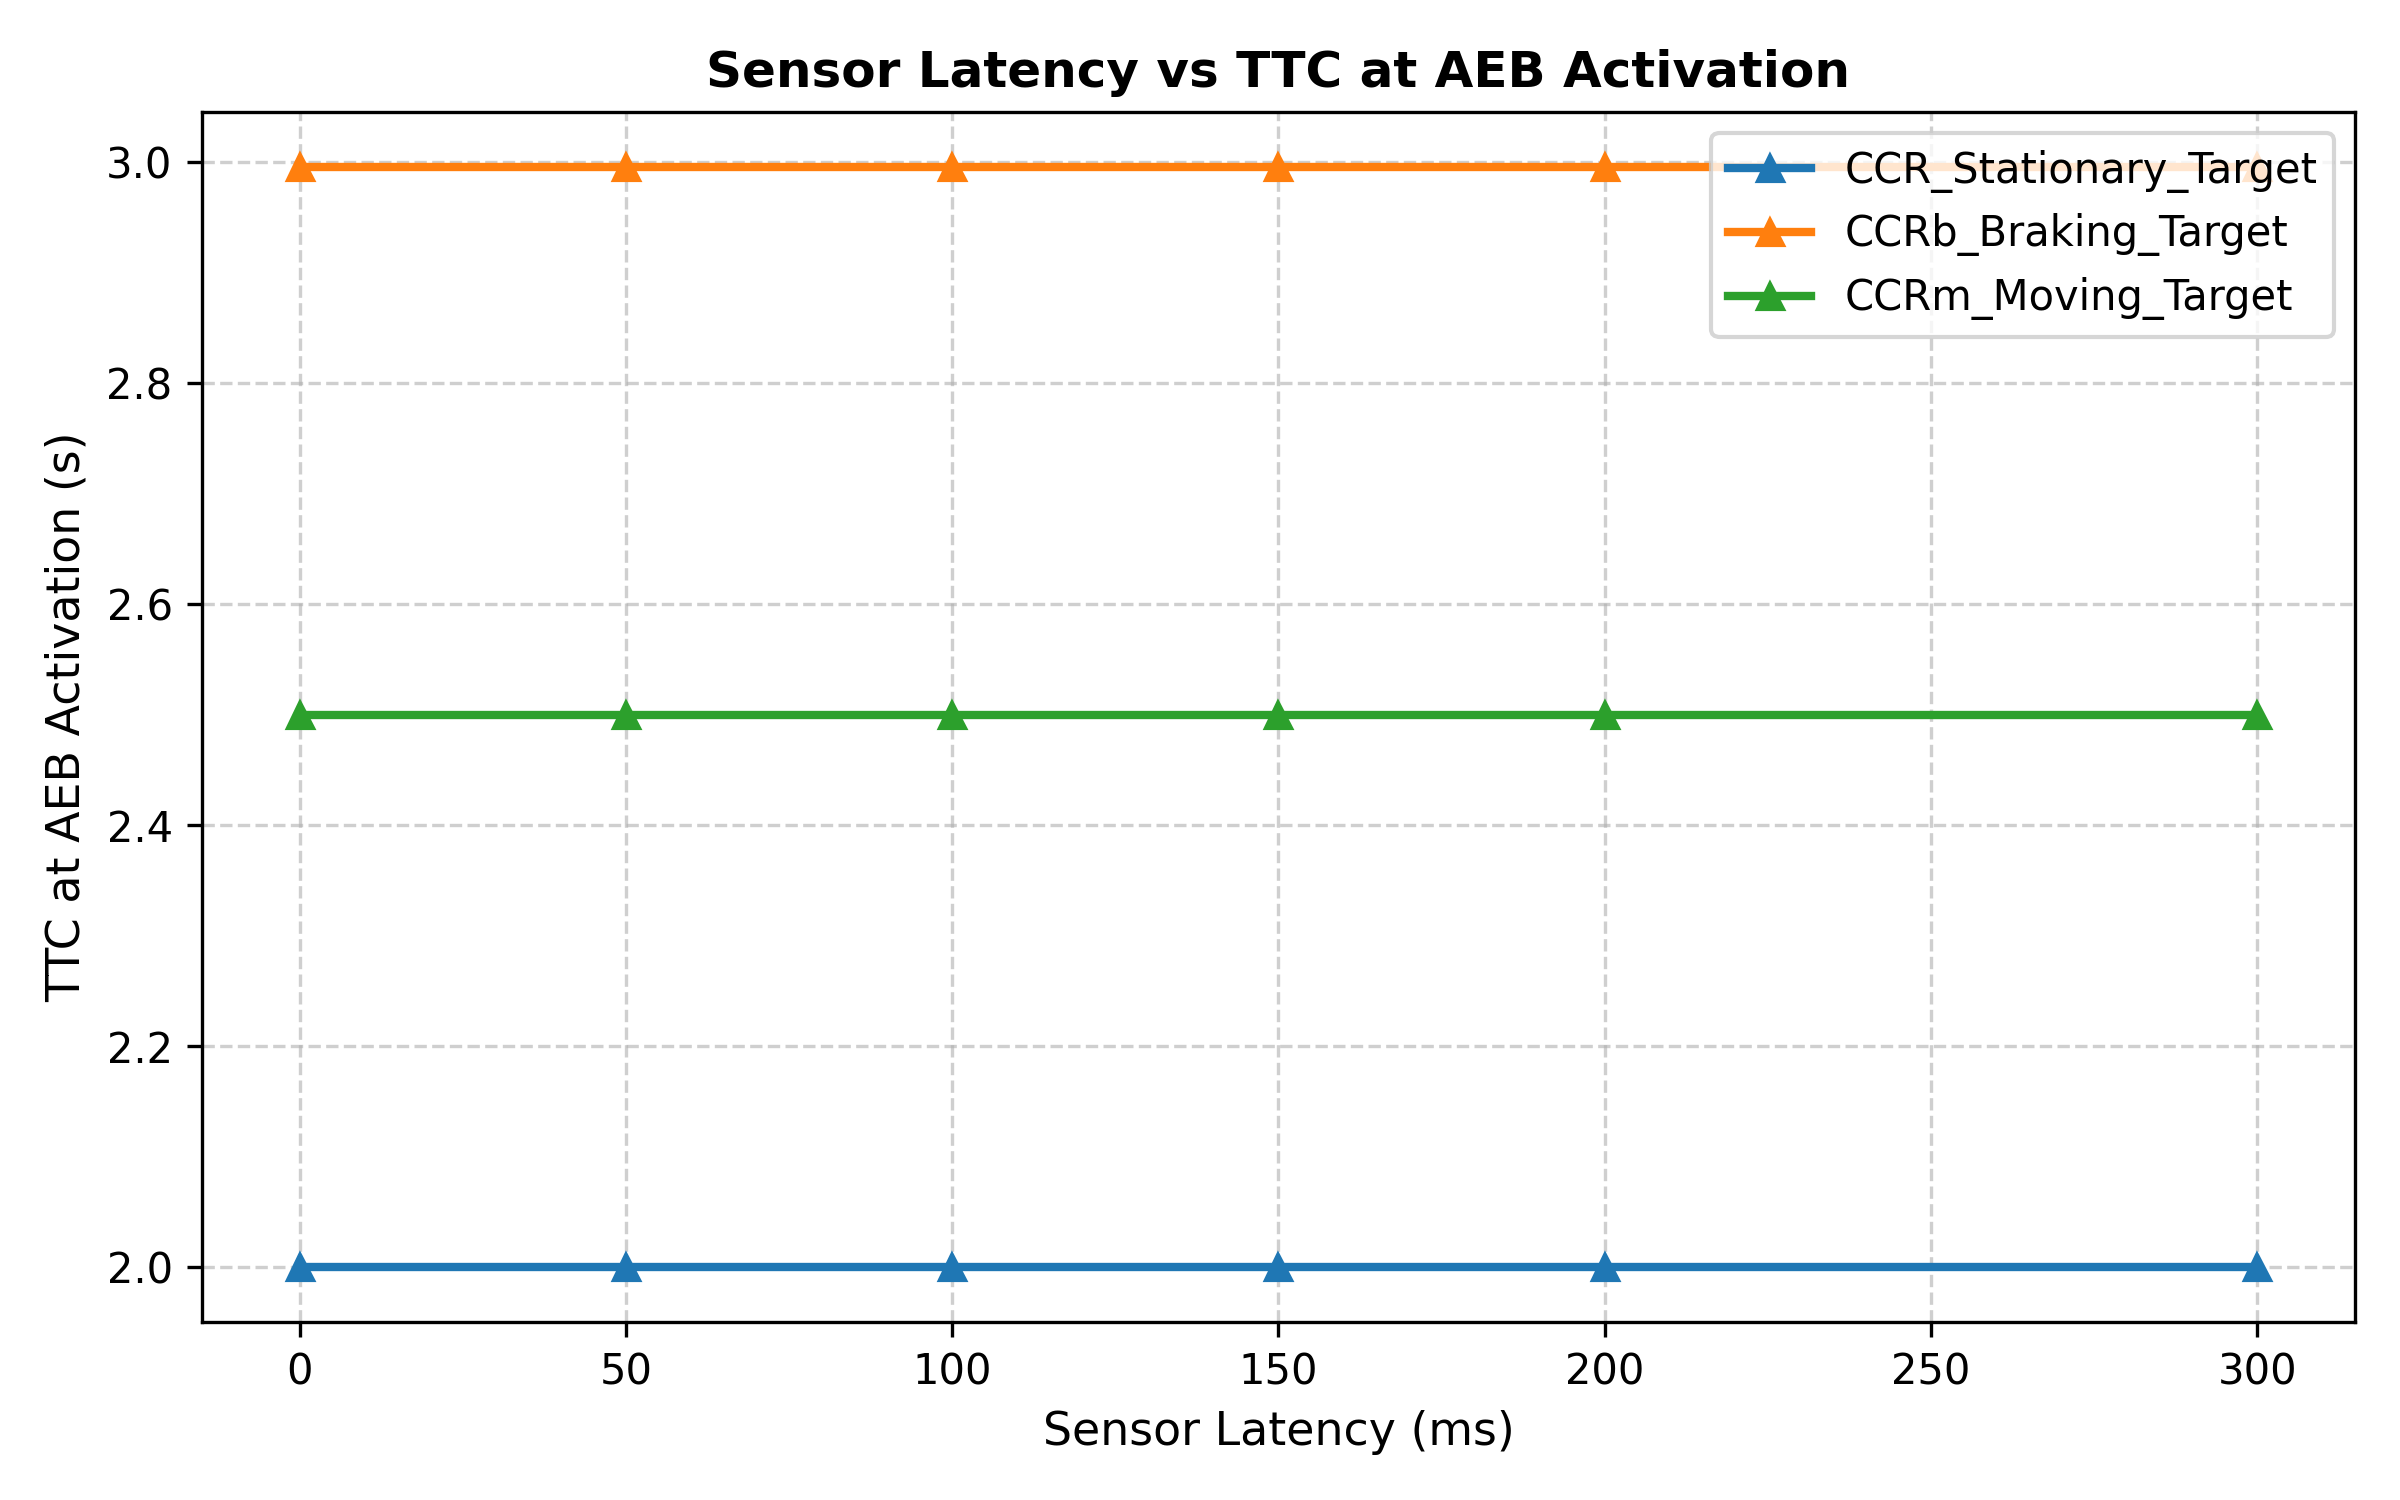 Sensor Latency vs TTC at AEB Activation
CCR_Stationary_Target
CCRb_Braking_Target
CCRm_Moving_Target
TTC at AEB Activation (s)
3.0
2.8
2.6
2.4
2.2
2.0
0 50 100 150 200 250 300
Sensor Latency (ms)